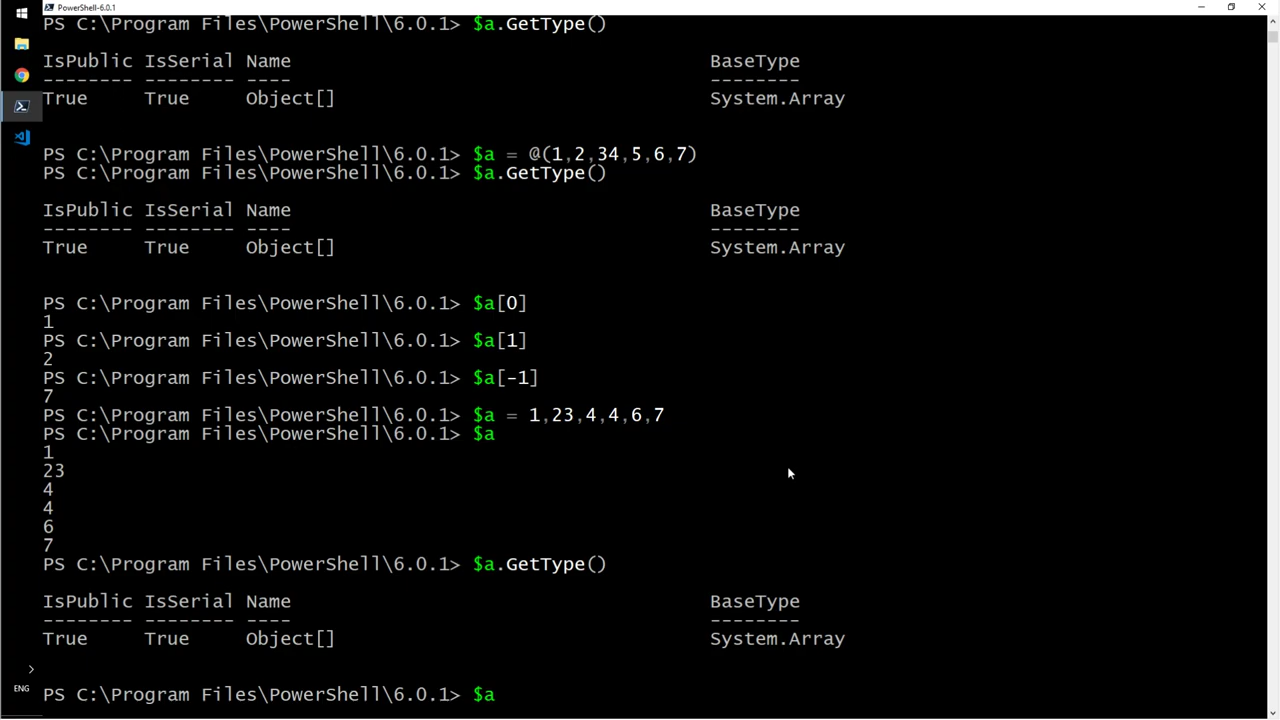 PowerShell-6.0.1
PS C:\Program Files\PowerShell\6.0.1> $a.GetType()
IsPublic IsSerial Name                                     BaseType
-------- -------- ----                                     --------
True     True     Object[]                                 System.Array
PS C:\Program Files\PowerShell\6.0.1> $a = @(1,2,34,5,6,7)
PS C:\Program Files\PowerShell\6.0.1> $a.GetType()
IsPublic IsSerial Name                                     BaseType
-------- -------- ----                                     --------
True     True     Object[]                                 System.Array
PS C:\Program Files\PowerShell\6.0.1> $a[0]
1
PS C:\Program Files\PowerShell\6.0.1> $a[1]
2
PS C:\Program Files\PowerShell\6.0.1> $a[-1]
7
PS C:\Program Files\PowerShell\6.0.1> $a = 1,23,4,4,6,7
PS C:\Program Files\PowerShell\6.0.1> $a
1
23
4
4
6
7
PS C:\Program Files\PowerShell\6.0.1> $a.GetType()
IsPublic IsSerial Name                                     BaseType
-------- -------- ----                                     --------
True     True     Object[]                                 System.Array
ENG
PS C:\Program Files\PowerShell\6.0.1> $a